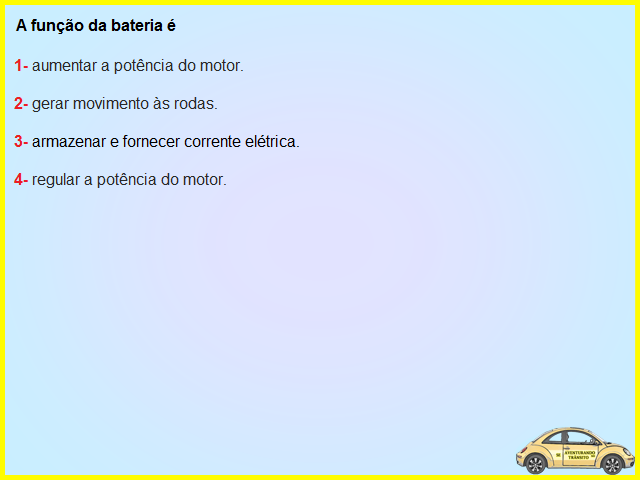 A função da bateria é
1- aumentar a potência do motor.
2- gerar movimento às rodas.
3- armazenar e fornecer corrente elétrica.
4- regular a potência do motor.
AVENTURANDO
TRÂNSITO